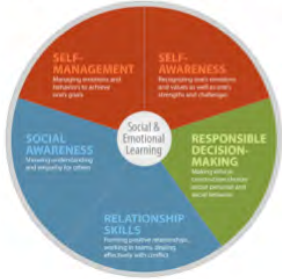 SELF-
MANAGEMENT
Managing emotions and
behaviors to achieve
one's goals
SELF-
AWARENESS
Recognizing one's emotions
and values as well as one's
strengths and challenges
SOCIAL
AWARENESS
Showing understanding
and empathy for others
Social &
Emotional
Learning
RESPONSIBLE
DECISION-
MAKING
Making ethical,
constructive choices
about personal and
social behavior
RELATIONSHIP
SKILLS
Forming positive relationships,
working in teams, dealing
effectively with conflict